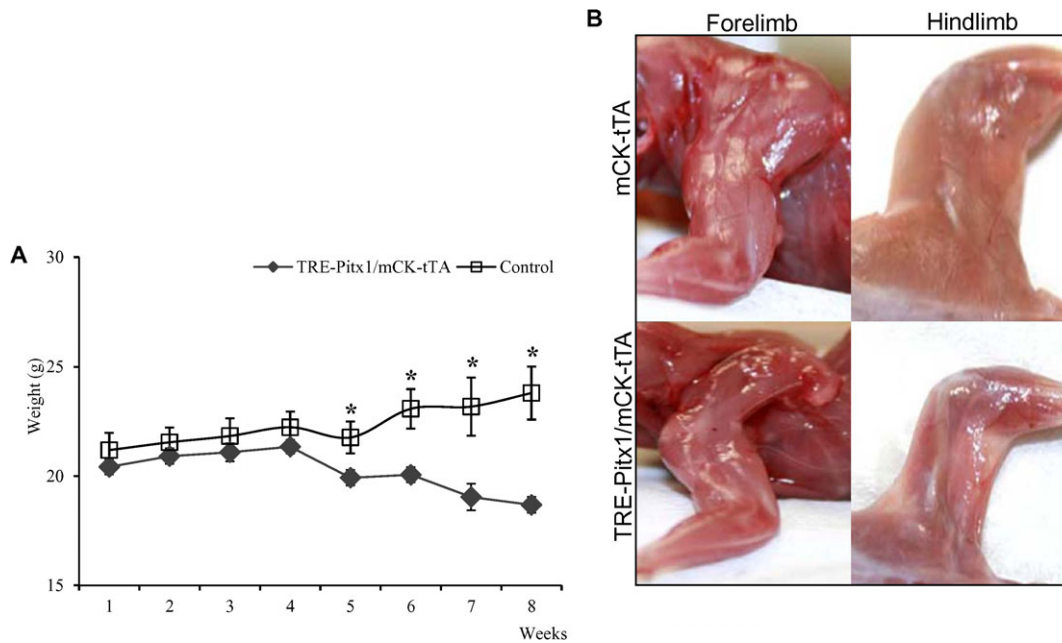 A
30
25
20
15
Weight (g)
TRE-Pitx1/mCK-tTA
Control
*
*
*
*
1 2 3 4 5 6 7 8
Weeks
B
Forelimb Hindlimb
mCK-tTA
TRE-Pitx1/mCK-tTA